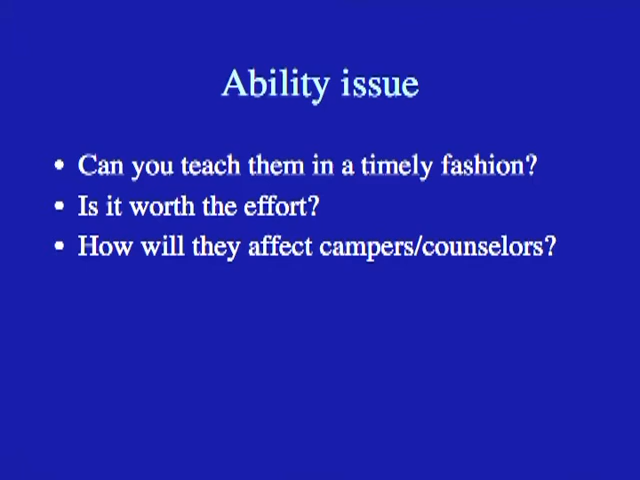 Ability issue
• Can you teach them in a timely fashion?
• Is it worth the effort?
• How will they affect campers/counselors?